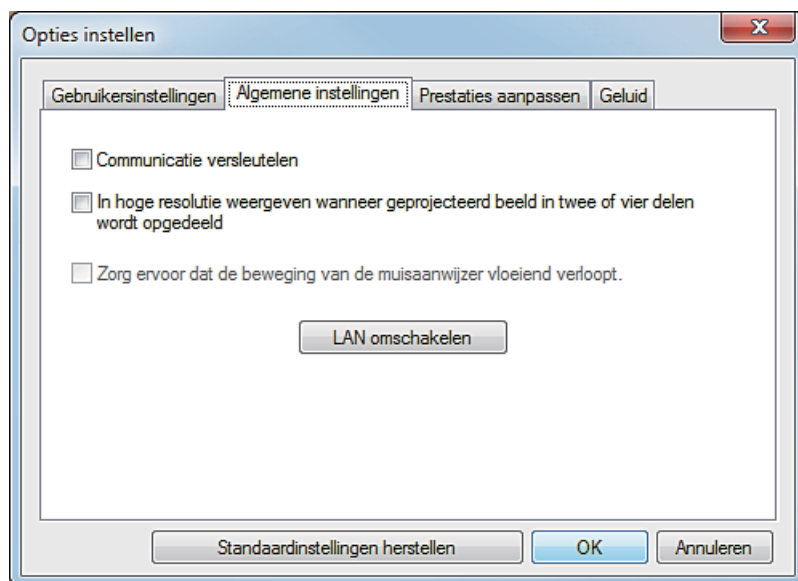 Opties instellen
Gebruikersinstellingen
Algemene instellingen
Prestaties aanpassen
Geluid
Communicatie versleutelen
In hoge resolutie weergeven wanneer geprojecteerd beeld in twee of vier delen
wordt opgedeeld
Zorg ervoor dat de beweging van de muisaanwijzer vloeiend verloopt.
LAN omschakelen
Standaardinstellingen herstellen
OK
Annuleren